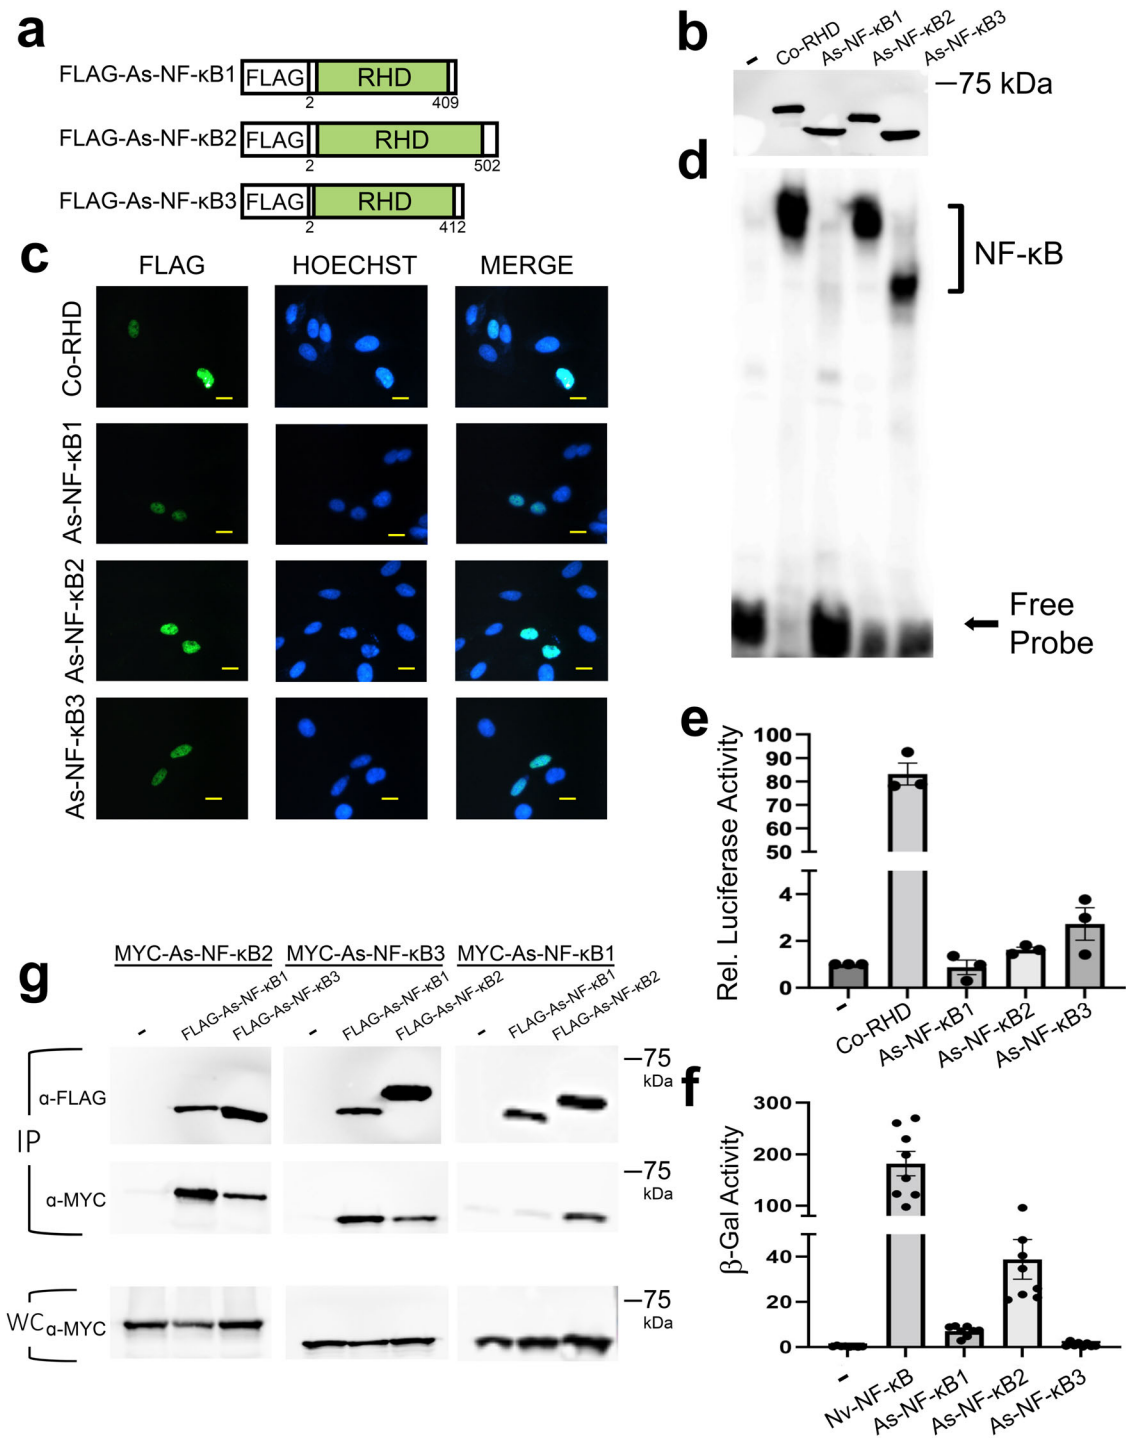 a
FLAG-As-NF-κB1
FLAG
RHD
2
409
FLAG-As-NF-κB2
FLAG
RHD
2
502
FLAG-As-NF-κB3
FLAG
RHD
2
412
b
-
Co-RHD
As-NF-κB1
As-NF-κB2
As-NF-κB3
75 kDa
c
FLAG
HOECHST
MERGE
Co-RHD
As-NF-κB1
As-NF-κB2
As-NF-κB3
d
NF-κB
Free
Probe
e
Rel. Luciferase Activity
100
90
80
70
60
50
4
2
0
-
Co-RHD
As-NF-κB1
As-NF-κB2
As-NF-κB3
f
β-Gal Activity
300
200
100
40
20
0
-
Nv-NF-κB
As-NF-κB1
As-NF-κB2
As-NF-κB3
g
MYC-As-NF-κB2
MYC-As-NF-κB3
MYC-As-NF-κB1
-
FLAG-As-NF-κB1
FLAG-As-NF-κB3
-
FLAG-As-NF-κB1
FLAG-As-NF-κB2
-
FLAG-As-NF-κB1
FLAG-As-NF-κB2
IP
α-FLAG
75
kDa
α-MYC
75
kDa
WC
α-MYC
75
kDa